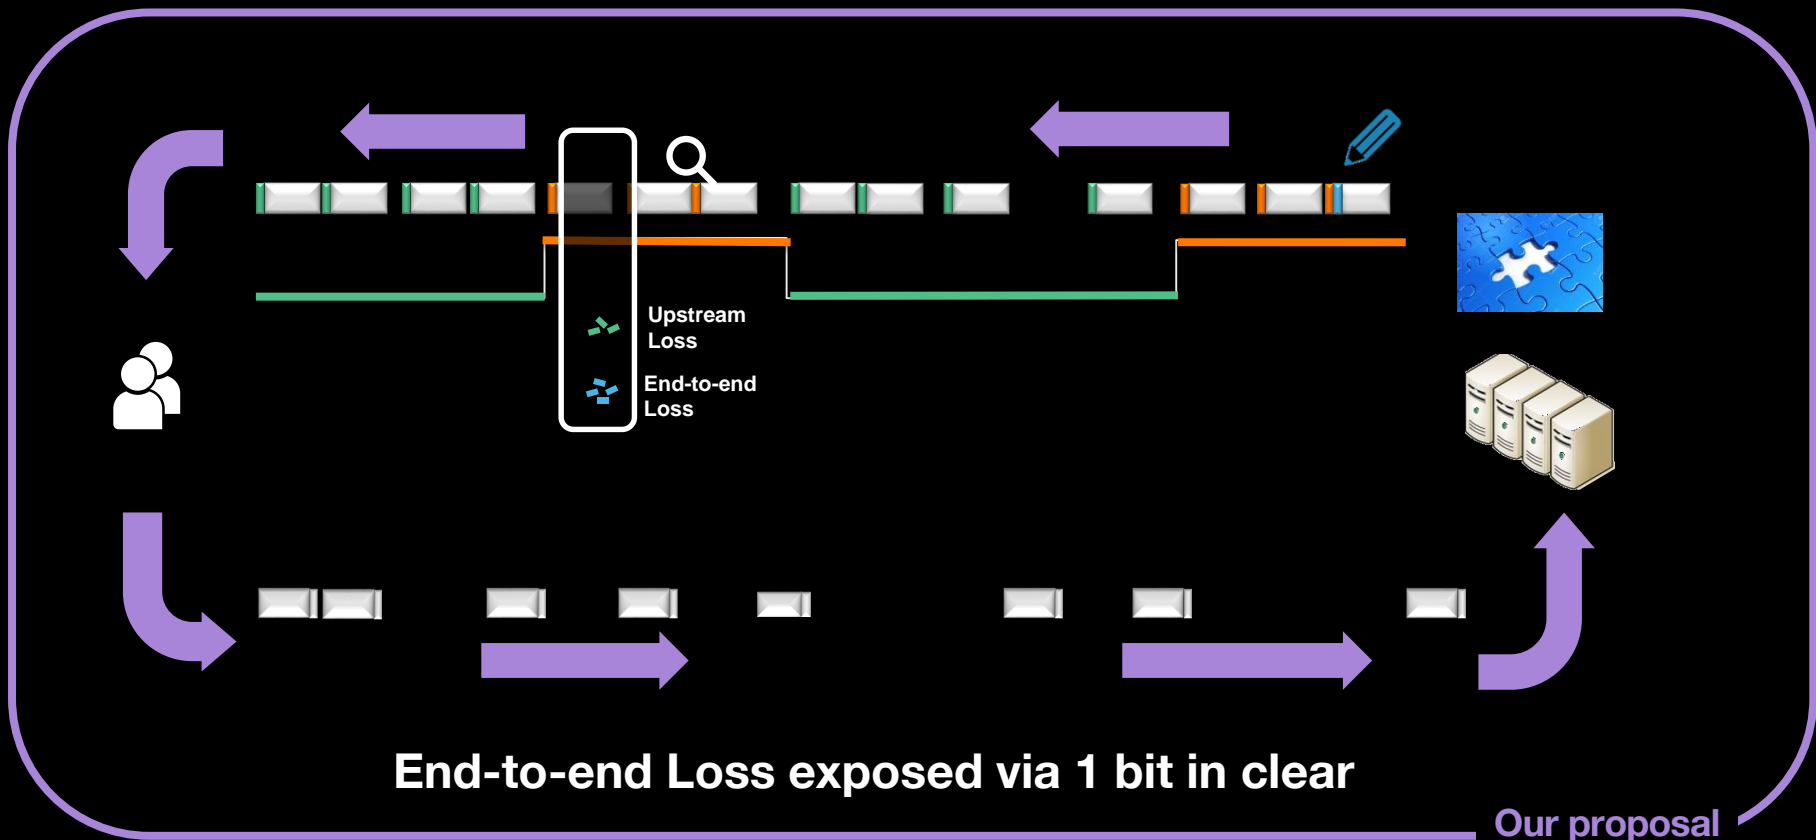 Upstream
Loss
End-to-end
Loss
End-to-end Loss exposed via 1 bit in clear
Our proposal